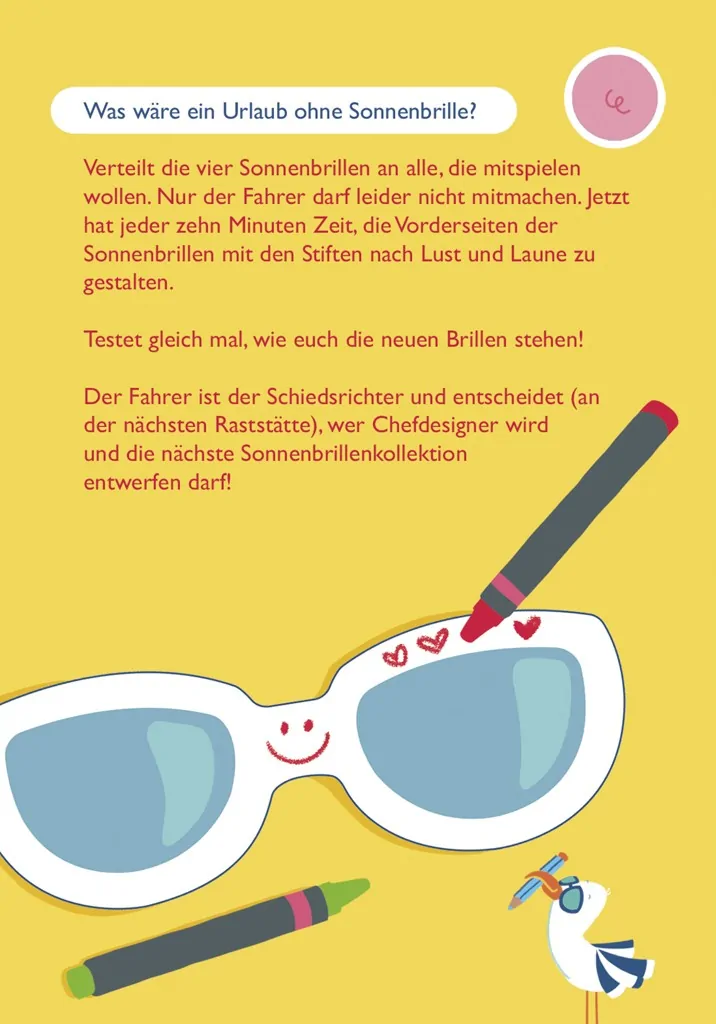 Was wäre ein Urlaub ohne Sonnenbrille?
Verteilt die vier Sonnenbrillen an alle, die mitspielen
wollen. Nur der Fahrer darf leider nicht mitmachen. Jetzt
hat jeder zehn Minuten Zeit, die Vorderseiten der
Sonnenbrillen mit den Stiften nach Lust und Laune zu
gestalten.
Testet gleich mal, wie euch die neuen Brillen stehen!
Der Fahrer ist der Schiedsrichter und entscheidet (an
der nächsten Raststätte), wer Chefdesigner wird
und die nächste Sonnenbrillenkollektion
entwerfen darf!